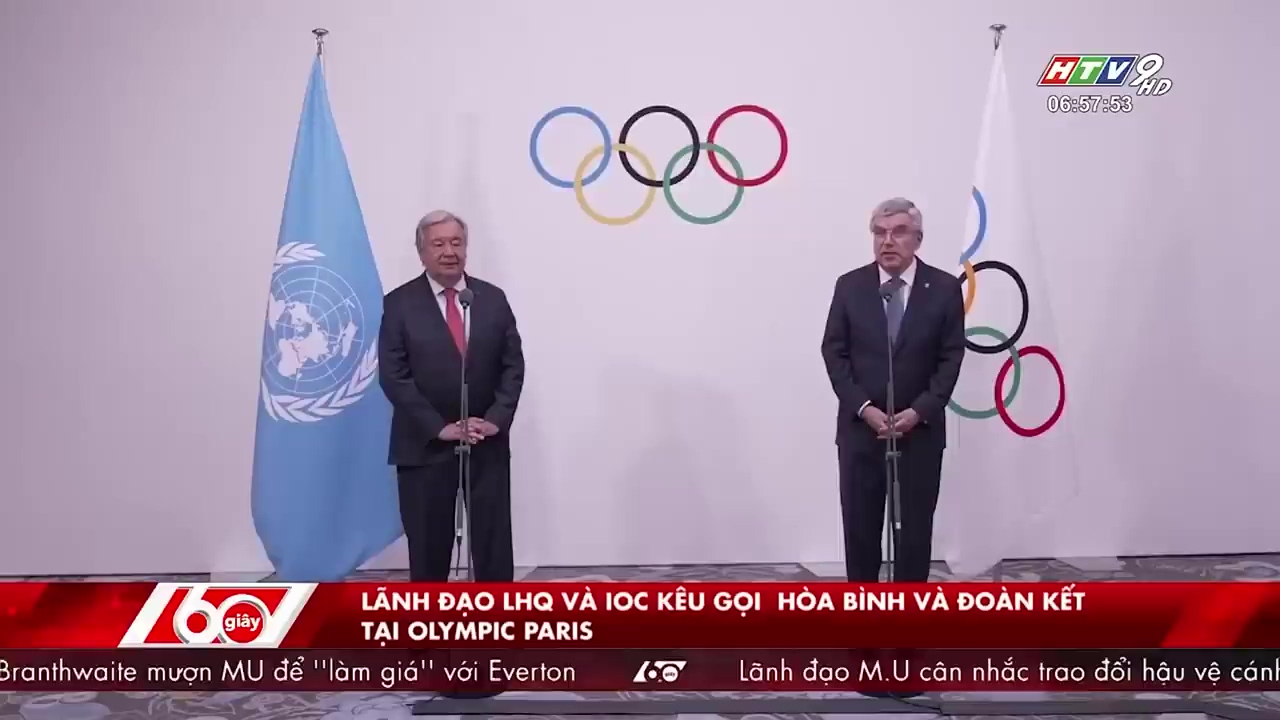 HTV9
HD
06:57:53
60 giây
LÃNH ĐẠO LHQ VÀ IOC KÊU GỌI HÒA BÌNH VÀ ĐOÀN KẾT
TẠI OLYMPIC PARIS
Branthwaite mượn MU để "làm giá" với Everton 60 giây Lãnh đạo M.U cân nhắc trao đổi hậu vệ cánh